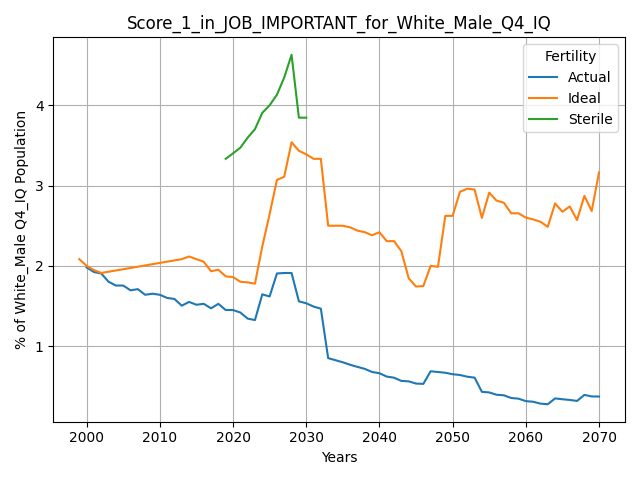 Score_1_in_JOB_IMPORTANT_for_White_Male_Q4_IQ
% of White_Male Q4_IQ Population
4
3
2
1
Fertility
Actual
Ideal
Sterile
2000 2010 2020 2030 2040 2050 2060 2070
Years